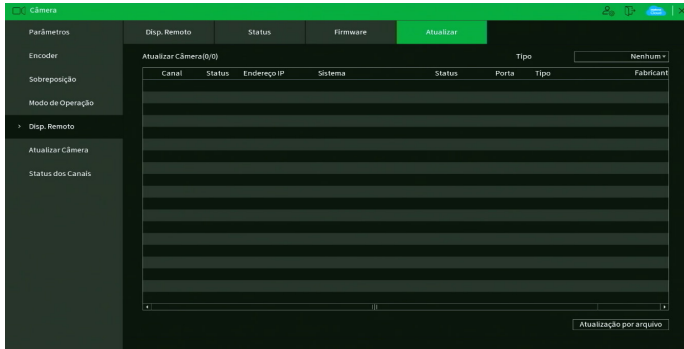 Câmera
Parâmetros
Encoder
Sobreposição
Modo de Operação
> Disp. Remoto
Atualizar Câmera
Status dos Canais
Disp. Remoto Status Firmware Atualizar
Atualizar Câmera(0/0) Tipo Nenhum
Canal Status Endereço IP Sistema Status Porta Tipo Fabricant
Atualização por arquivo